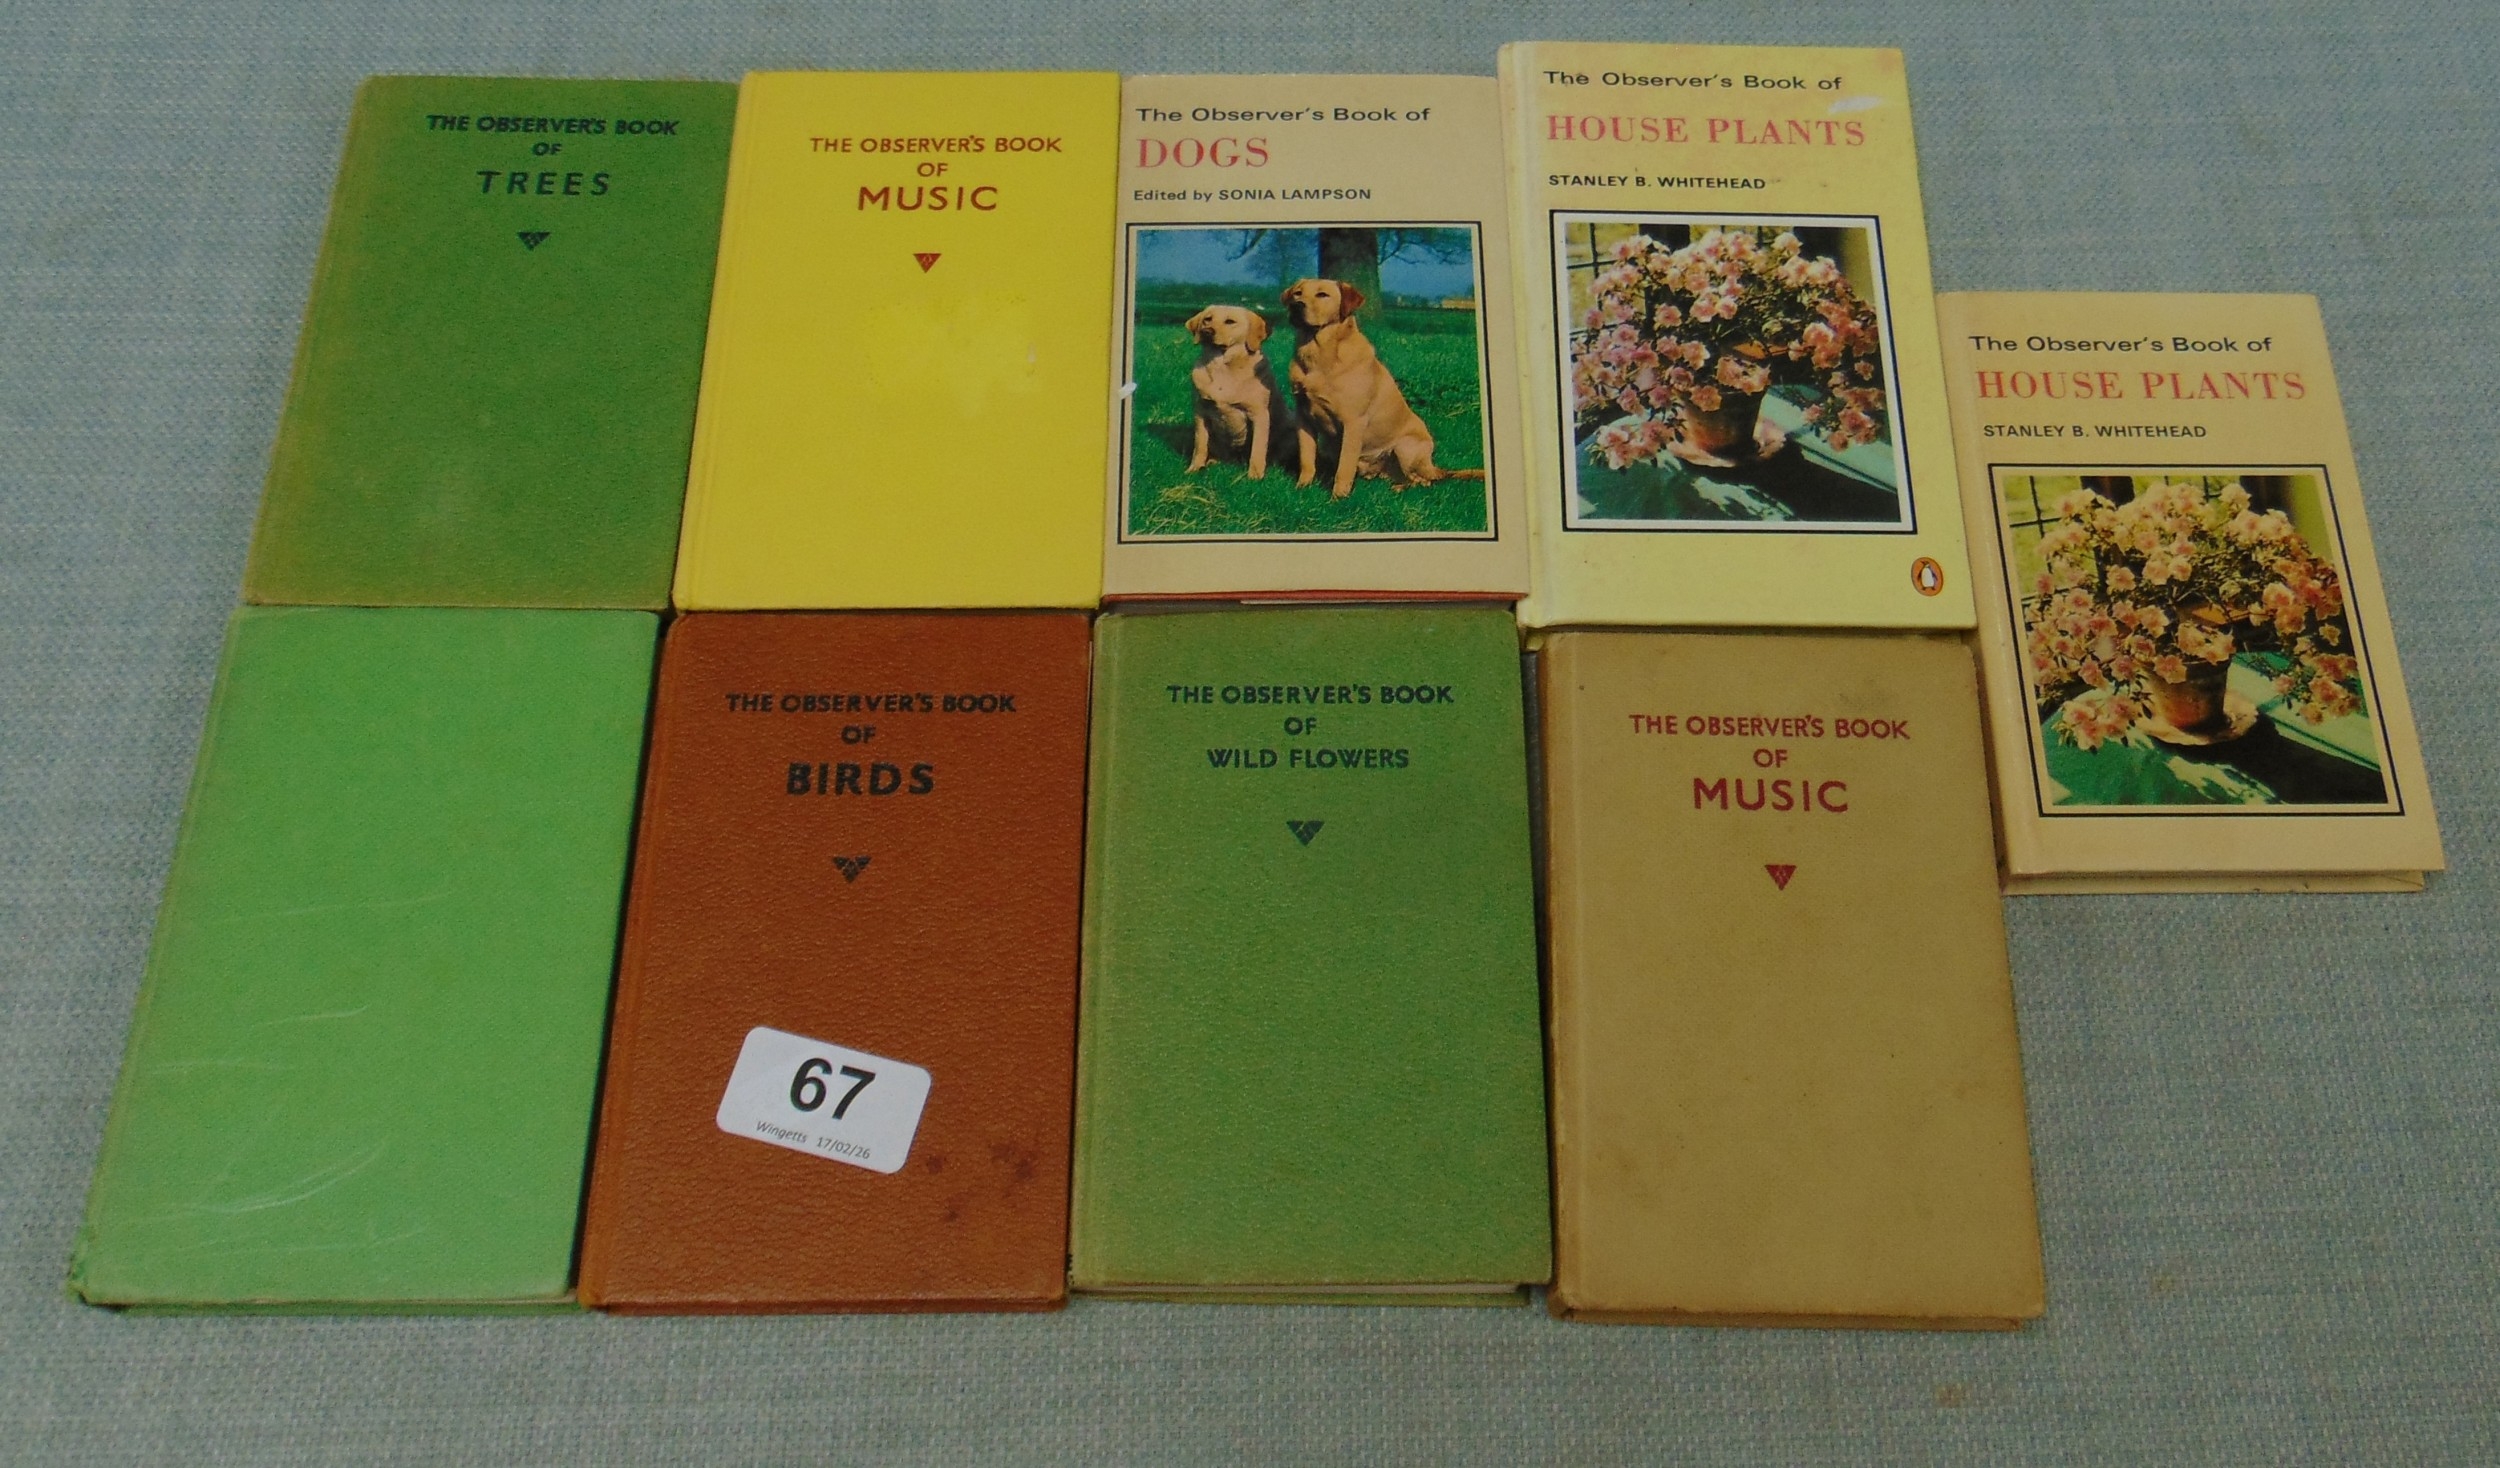 THE OBSERVER'S BOOK
OF
TREES
THE OBSERVER'S BOOK
OF
MUSIC
The Observer's Book of
DOGS
Edited by SONIA LAMPSON
The Observer's Book of
HOUSE PLANTS
STANLEY B. WHITEHEAD
The Observer's Book of
HOUSE PLANTS
STANLEY B. WHITEHEAD
THE OBSERVER'S BOOK
OF
BIRDS
67
Wingetts 17/02/26
THE OBSERVER'S BOOK
OF
WILD FLOWERS
THE OBSERVER'S BOOK
OF
MUSIC